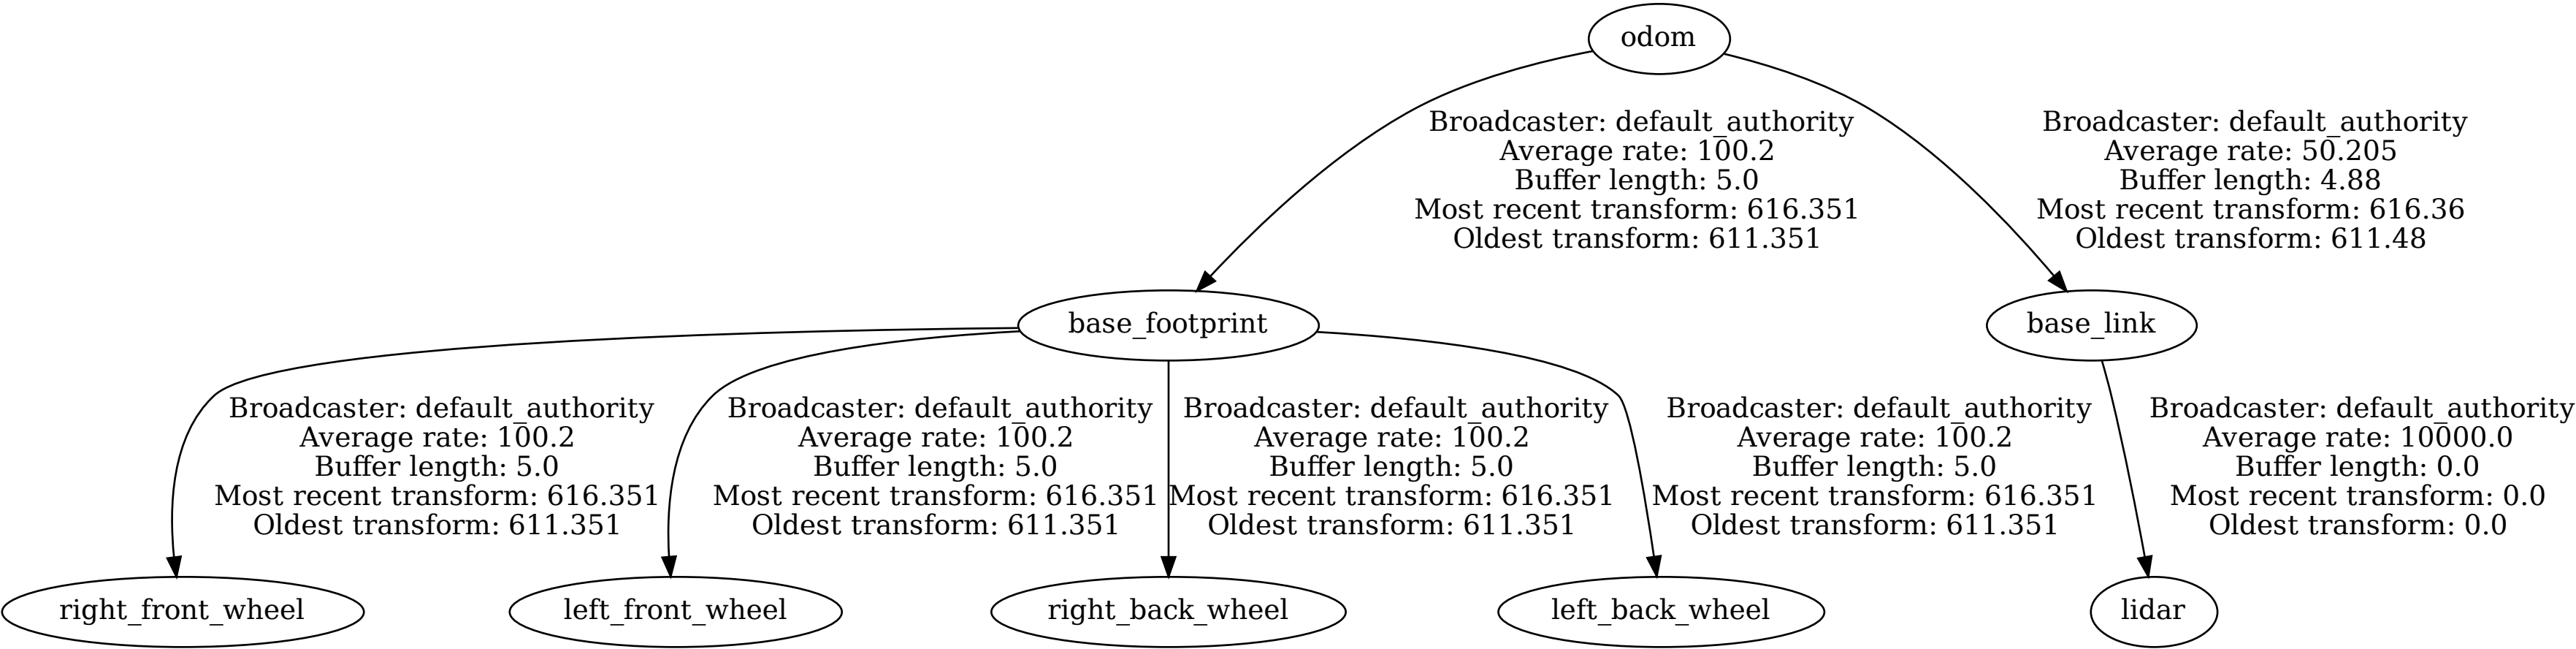 odom
Broadcaster: default_authority
Average rate: 100.2
Buffer length: 5.0
Most recent transform: 616.351
Oldest transform: 611.351
Broadcaster: default_authority
Average rate: 50.205
Buffer length: 4.88
Most recent transform: 616.36
Oldest transform: 611.48
base_footprint
base_link
Broadcaster: default_authority
Average rate: 100.2
Buffer length: 5.0
Most recent transform: 616.351
Oldest transform: 611.351
Broadcaster: default_authority
Average rate: 100.2
Buffer length: 5.0
Most recent transform: 616.351
Oldest transform: 611.351
Broadcaster: default_authority
Average rate: 100.2
Buffer length: 5.0
Most recent transform: 616.351
Oldest transform: 611.351
Broadcaster: default_authority
Average rate: 100.2
Buffer length: 5.0
Most recent transform: 616.351
Oldest transform: 611.351
Broadcaster: default_authority
Average rate: 10000.0
Buffer length: 0.0
Most recent transform: 0.0
Oldest transform: 0.0
right_front_wheel
left_front_wheel
right_back_wheel
left_back_wheel
lidar